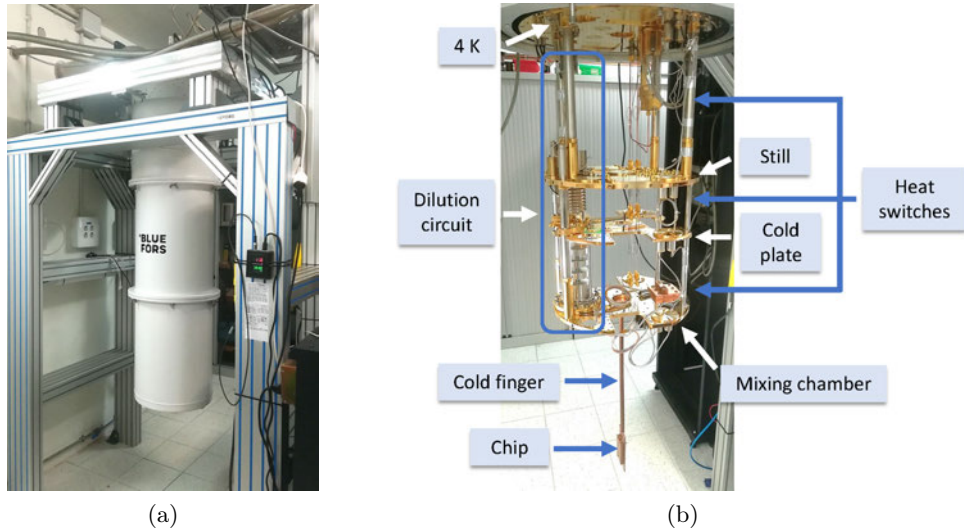 BLUE
FORS
4 K
Dilution
circuit
Still
Heat
switches
Cold
plate
Cold finger
Mixing chamber
Chip
(a)
(b)